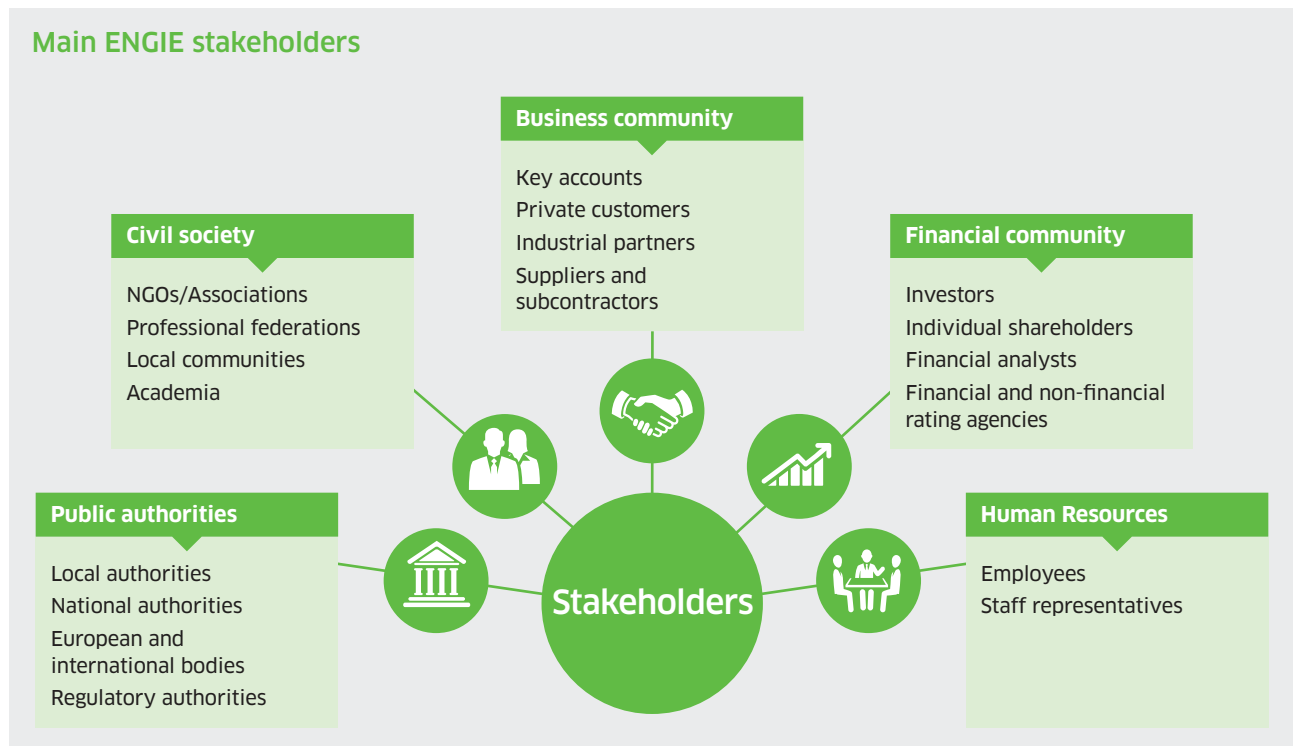 Main ENGIE stakeholders
Business community
Key accounts
Private customers
Industrial partners
Suppliers and
subcontractors
Civil society
NGOs/Associations
Professional federations
Local communities
Academia
Financial community
Investors
Individual shareholders
Financial analysts
Financial and non-financial
rating agencies
Public authorities
Local authorities
National authorities
European and
international bodies
Regulatory authorities
Stakeholders
Human Resources
Employees
Staff representatives